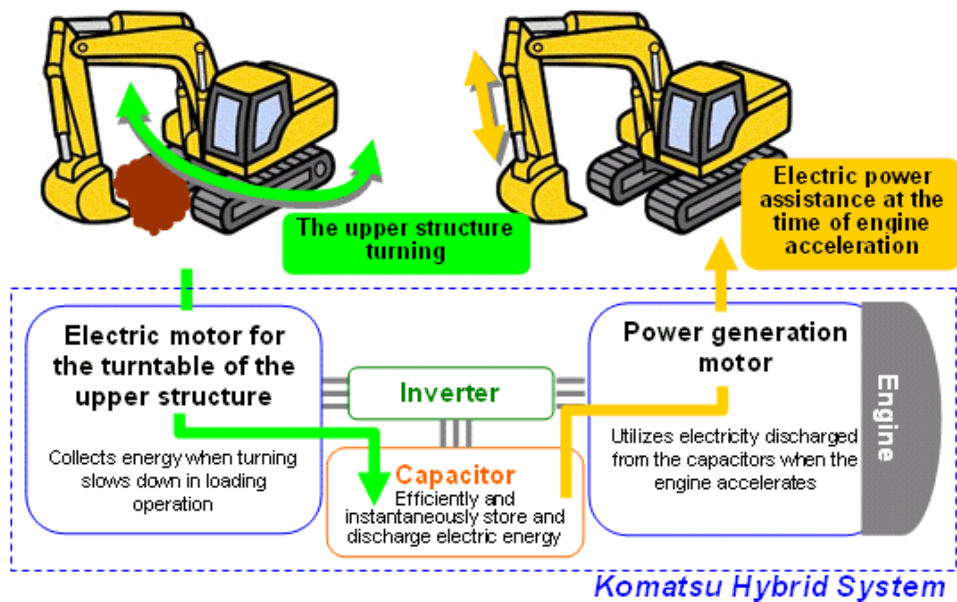 The upper structure
turning
Electric power
assistance at the
time of engine
acceleration
Electric motor for
the turntable of the
upper structure
Collects energy when turning
slows down in loading
operation
Inverter
Capacitor
Efficiently and
instantaneously store and
discharge electric energy
Power generation
motor
Utilizes electricity discharged
from the capacitors when the
engine accelerates
Engine
Komatsu Hybrid System